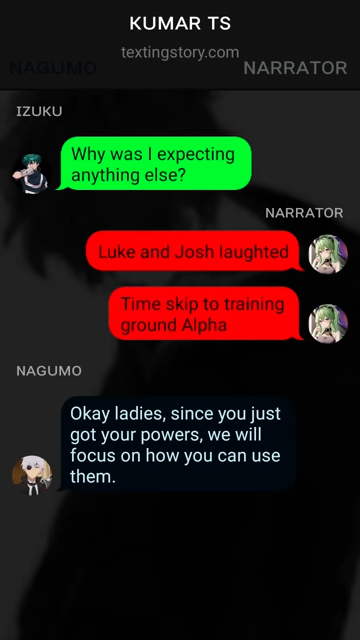 KUMAR TS
textingstory.com
NAGUMO
NARRATOR
IZUKU
Why was I expecting
anything else?
NARRATOR
Luke and Josh laughted
Time skip to training
ground Alpha
NAGUMO
Okay ladies, since you just
got your powers, we will
focus on how you can use
them.